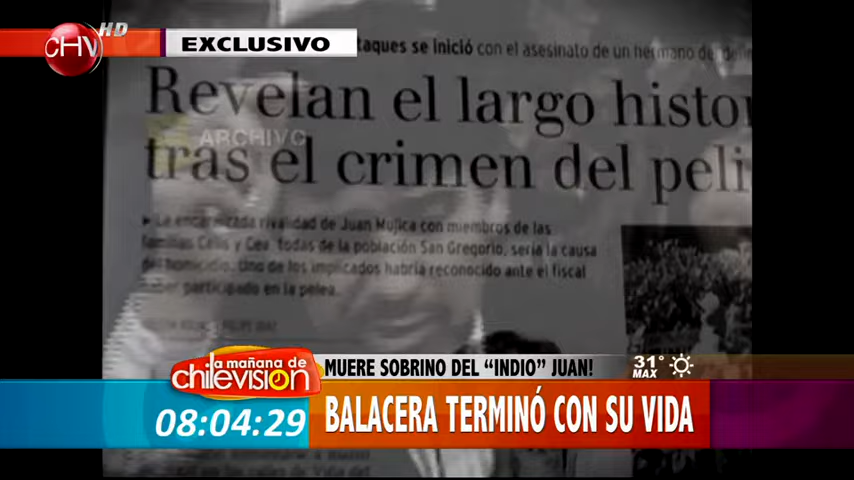 CHV HD
EXCLUSIVO
taques se inició con el asesinato de un hermano de
Revelan el largo histo
ARCHIVO
tras el crimen del peli
La encarnizada rivalidad de Juan Mujica con miembros de las
familias Celis y Cea, todas de la población San Gregorio, sería la causa
del homicidio. Uno de los implicados habría reconocido ante el fiscal
haber participado en la pelea.
la mañana de
chilevisión
MUERE SOBRINO DEL “INDIO” JUAN!
31°
MAX
08:04:29
BALACERA TERMINÓ CON SU VIDA